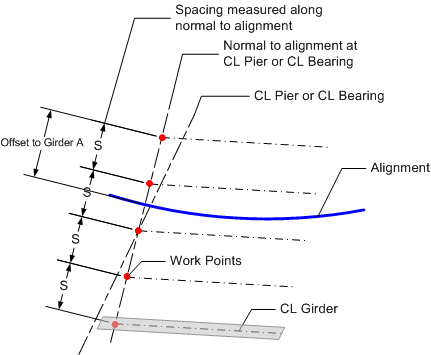 Spacing measured along
normal to alignment
Normal to alignment at
CL Pier or CL Bearing
CL Pier or CL Bearing
S
Offset to Girder A
Alignment
S
S
Work Points
S
CL Girder